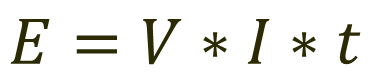 E = V * I * t